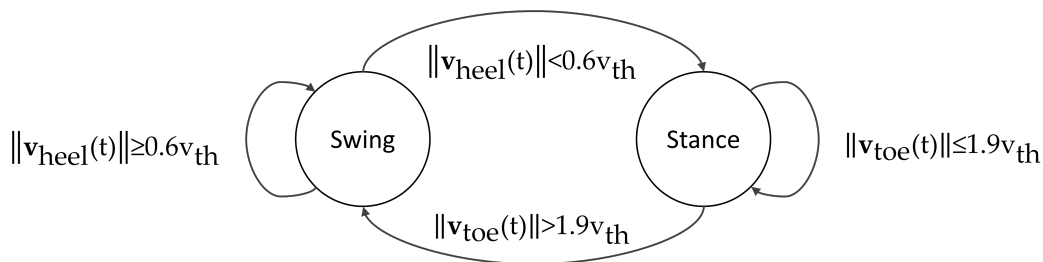 ‖v_heel(t)‖<0.6v_th
‖v_heel(t)‖≥0.6v_th
Swing
Stance
‖v_toe(t)‖≤1.9v_th
‖v_toe(t)‖>1.9v_th